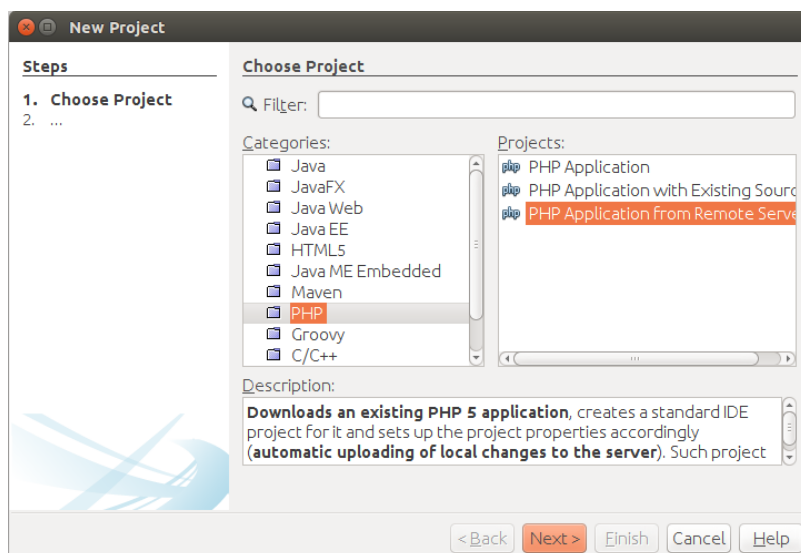 New Project
Steps
1. Choose Project
2. ...
Choose Project
Filter:
Categories:
Java
JavaFX
Java Web
Java EE
HTML5
Java ME Embedded
Maven
PHP
Groovy
C/C++
Projects:
php PHP Application
php PHP Application with Existing Sourc
php PHP Application from Remote Serve
Description:
Downloads an existing PHP 5 application, creates a standard IDE
project for it and sets up the project properties accordingly
(automatic uploading of local changes to the server). Such project
< Back Next > Finish Cancel Help